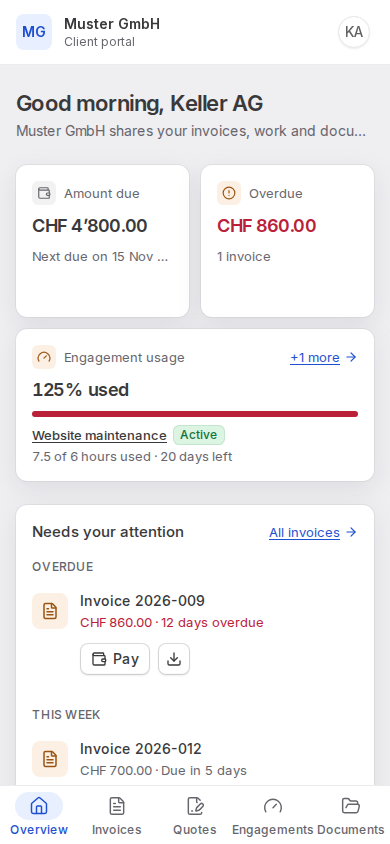 MG
Muster GmbH
Client portal
KA
Good morning, Keller AG
Muster GmbH shares your invoices, work and docu...
Amount due
CHF 4’800.00
Next due on 15 Nov ...
Overdue
CHF 860.00
1 invoice
Engagement usage
+1 more
125% used
Website maintenance
Active
7.5 of 6 hours used · 20 days left
Needs your attention
All invoices
OVERDUE
Invoice 2026-009
CHF 860.00 · 12 days overdue
Pay
THIS WEEK
Invoice 2026-012
CHF 700.00 · Due in 5 days
Overview
Invoices
Quotes
Engagements
Documents